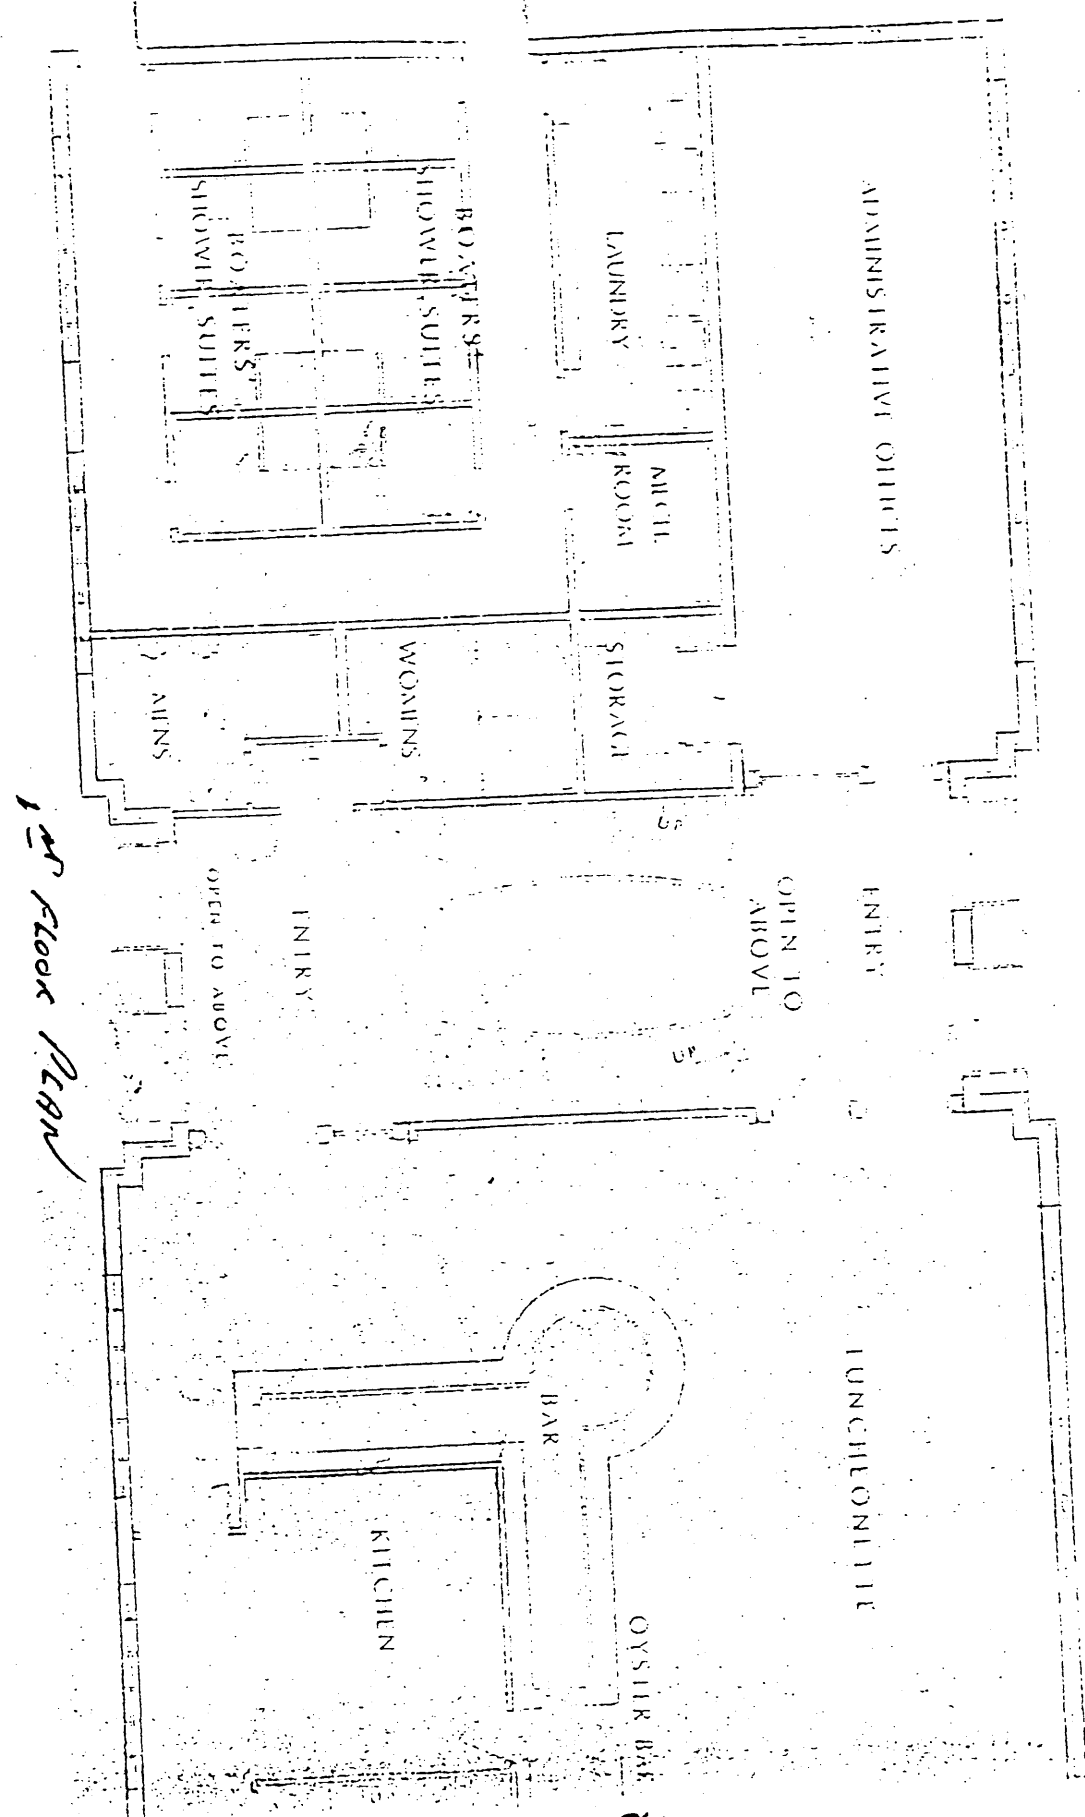 ADMINISTRATIVE OFFICES
LAUNDRY
MECH.
ROOM
BOATERS'
SHOWER SUITES
BOATERS'
SHOWER SUITES
STORAGE
WOMENS
MENS
UP
ENTRY
OPEN TO
ABOVE
ENTRY
OPEN TO ABOVE
UP
LUNCHEONETTE
BAR
OYSTER BAR
KITCHEN
1ST FLOOR PLAN